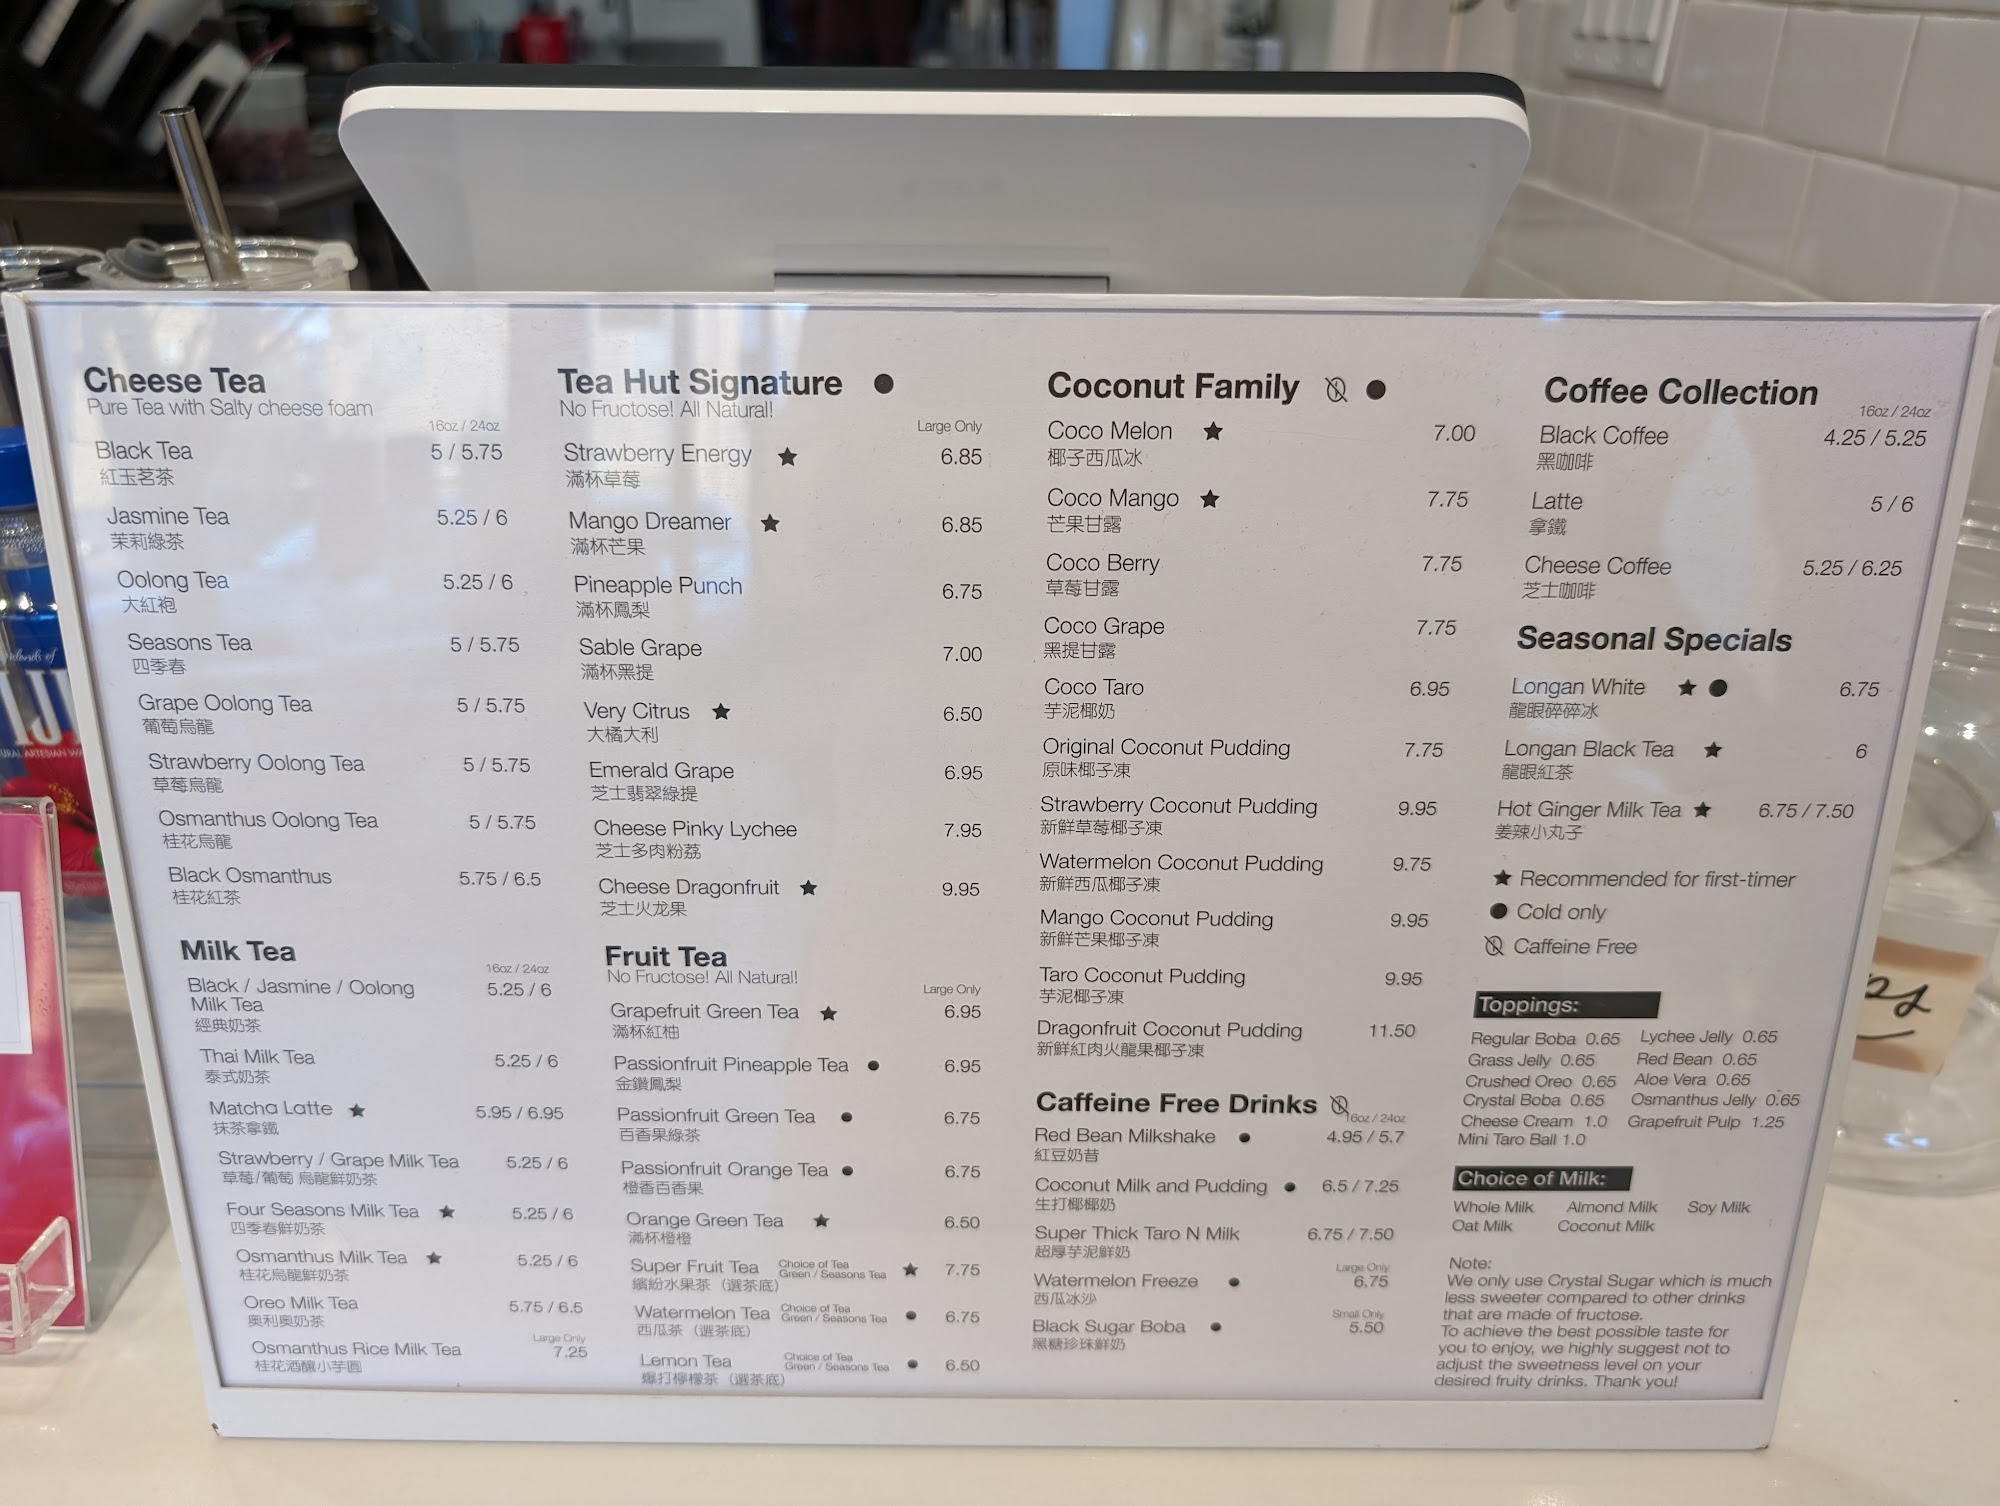 Cheese Tea
Pure Tea with Salty cheese foam
16oz / 24oz
Black Tea 5 / 5.75
紅玉茗茶
Jasmine Tea 5.25 / 6
茉莉綠茶
Oolong Tea 5.25 / 6
大紅袍
Seasons Tea 5 / 5.75
四季春
Grape Oolong Tea 5 / 5.75
葡萄烏龍
Strawberry Oolong Tea 5 / 5.75
草莓烏龍
Osmanthus Oolong Tea 5 / 5.75
桂花烏龍
Black Osmanthus 5.75 / 6.5
桂花紅茶
Milk Tea
16oz / 24oz
Black / Jasmine / Oolong 5.25 / 6
Milk Tea
經典奶茶
Thai Milk Tea 5.25 / 6
泰式奶茶
Matcha Latte ★ 5.95 / 6.95
抹茶拿鐵
Strawberry / Grape Milk Tea 5.25 / 6
草莓/葡萄 烏龍鮮奶茶
Four Seasons Milk Tea ★ 5.25 / 6
四季春鮮奶茶
Osmanthus Milk Tea ★ 5.25 / 6
桂花烏龍鮮奶茶
Oreo Milk Tea 5.75 / 6.5
奧利奧奶茶
Large Only
Osmanthus Rice Milk Tea 7.25
桂花酒釀小芋圓
Tea Hut Signature ●
No Fructose! All Natural!
Large Only
Strawberry Energy ★ 6.85
滿杯草莓
Mango Dreamer ★ 6.85
滿杯芒果
Pineapple Punch 6.75
滿杯鳳梨
Sable Grape 7.00
滿杯黑提
Very Citrus ★ 6.50
大橘大利
Emerald Grape 6.95
芝士翡翠綠提
Cheese Pinky Lychee 7.95
芝士多肉粉荔
Cheese Dragonfruit ★ 9.95
芝士火龙果
Fruit Tea
No Fructose! All Natural!
Large Only
Grapefruit Green Tea ★ 6.95
滿杯紅柚
Passionfruit Pineapple Tea ● 6.95
金鑽鳳梨
Passionfruit Green Tea ● 6.75
百香果綠茶
Passionfruit Orange Tea ● 6.75
橙香百香果
Orange Green Tea ★ 6.50
滿杯橙橙
Super Fruit Tea Choice of Tea Green / Seasons Tea ★ 7.75
繽紛水果茶（選茶底）
Watermelon Tea Choice of Tea Green / Seasons Tea ● 6.75
西瓜茶（選茶底）
Lemon Tea Choice of Tea Green / Seasons Tea ● 6.50
爆打檸檬茶（選茶底）
Coconut Family ●
Coco Melon ★ 7.00
椰子西瓜冰
Coco Mango ★ 7.75
芒果甘露
Coco Berry 7.75
草莓甘露
Coco Grape 7.75
黑提甘露
Coco Taro 6.95
芋泥椰奶
Original Coconut Pudding 7.75
原味椰子凍
Strawberry Coconut Pudding 9.95
新鮮草莓椰子凍
Watermelon Coconut Pudding 9.75
新鮮西瓜椰子凍
Mango Coconut Pudding 9.95
新鮮芒果椰子凍
Taro Coconut Pudding 9.95
芋泥椰子凍
Dragonfruit Coconut Pudding 11.50
新鮮紅肉火龍果椰子凍
Caffeine Free Drinks
16oz / 24oz
Red Bean Milkshake ● 4.95 / 5.7
紅豆奶昔
Coconut Milk and Pudding ● 6.5 / 7.25
生打椰椰奶
Super Thick Taro N Milk 6.75 / 7.50
超厚芋泥鮮奶
Large Only
Watermelon Freeze ● 6.75
西瓜冰沙
Small Only
Black Sugar Boba ● 5.50
黑糖珍珠鮮奶
Coffee Collection
16oz / 24oz
Black Coffee 4.25 / 5.25
黑咖啡
Latte 5 / 6
拿鐵
Cheese Coffee 5.25 / 6.25
芝士咖啡
Seasonal Specials
Longan White ★ ● 6.75
龍眼碎碎冰
Longan Black Tea ★ 6
龍眼紅茶
Hot Ginger Milk Tea ★ 6.75 / 7.50
姜辣小丸子
★ Recommended for first-timer
● Cold only
Caffeine Free
Toppings:
Regular Boba 0.65 Lychee Jelly 0.65
Grass Jelly 0.65 Red Bean 0.65
Crushed Oreo 0.65 Aloe Vera 0.65
Crystal Boba 0.65 Osmanthus Jelly 0.65
Cheese Cream 1.0 Grapefruit Pulp 1.25
Mini Taro Ball 1.0
Choice of Milk:
Whole Milk Almond Milk Soy Milk
Oat Milk Coconut Milk
Note:
We only use Crystal Sugar which is much
less sweeter compared to other drinks
that are made of fructose.
To achieve the best possible taste for
you to enjoy, we highly suggest not to
adjust the sweetness level on your
desired fruity drinks. Thank you!